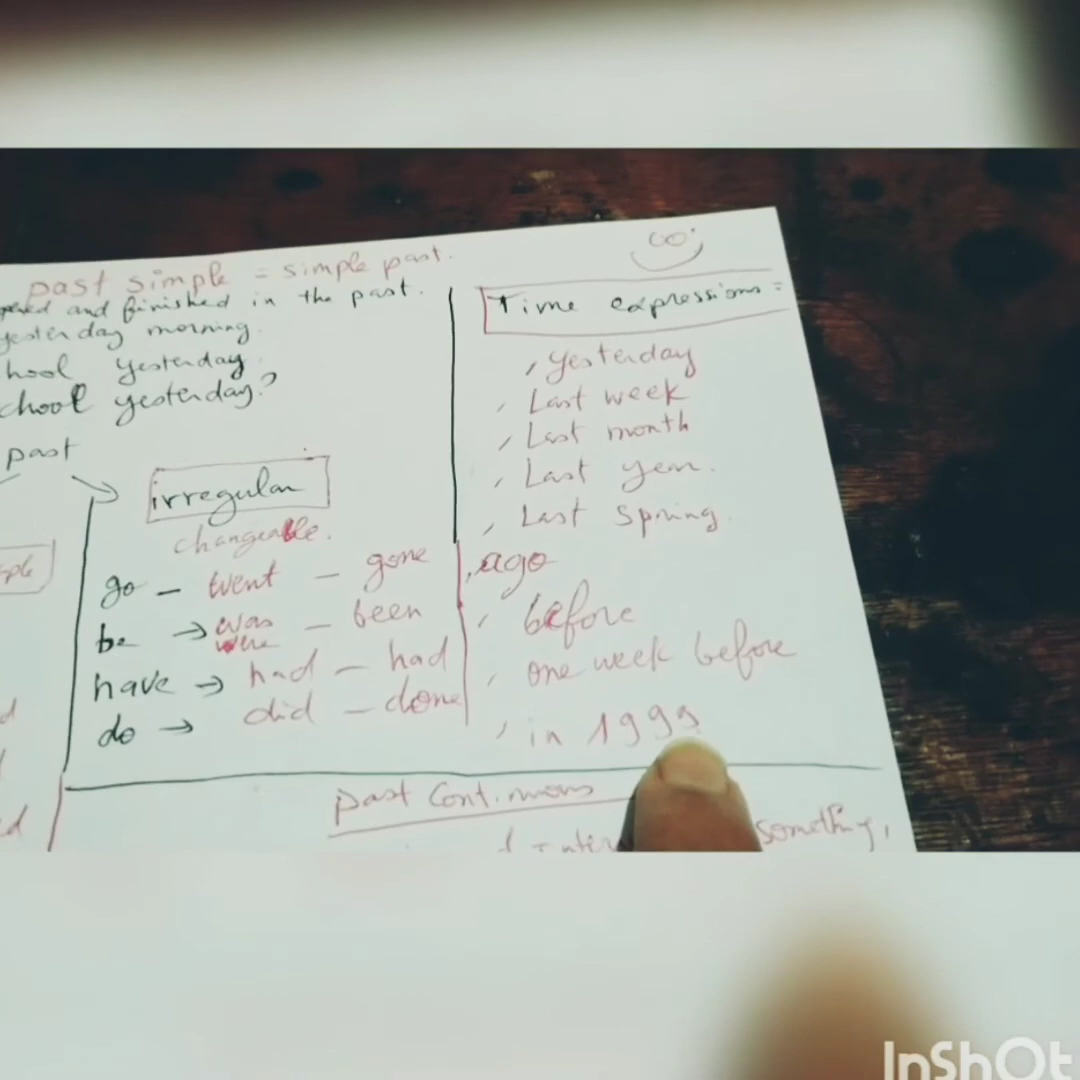 past simple = simple past.
and finished in the past.
yesterday morning.
hool yesterday.
chool yesterday?
past
irregular
changeable.
go – went – gone
be → was were – been
have → had – had
do → did – done
Time expressions =
, yesterday
, Last week
, Last month
, Last year.
, Last spring.
, ago
, before
, one week before
, in 1999
past Continuous
something,
InShOt